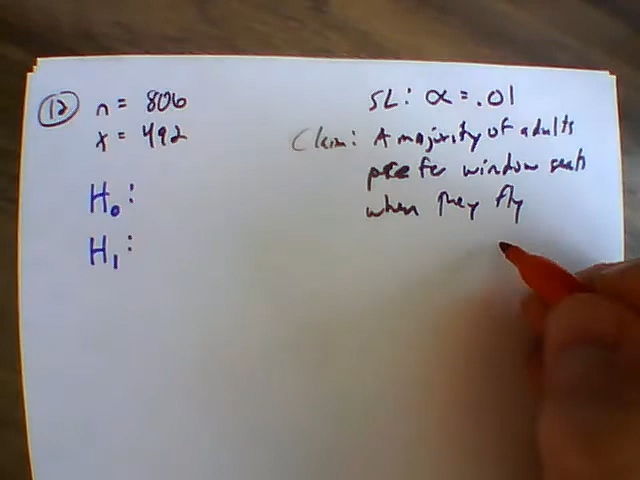 12 n = 806
x = 492
SL: α = .01
Claim: A majority of adults
prefer window seats
when they fly
H₀:
H₁: